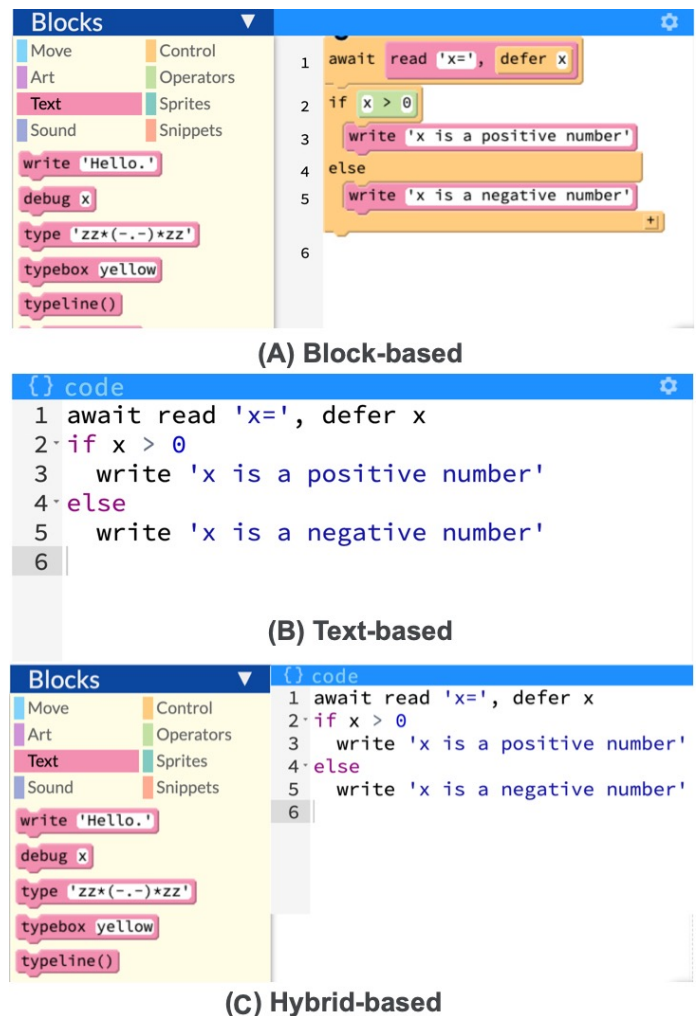 Blocks ▼
Move Control
Art Operators
Text Sprites
Sound Snippets
write 'Hello.'
debug x
type 'zz*(-.-)*zz'
typebox yellow
typeline()
1 await read 'x=', defer x
2 if x > 0
3 write 'x is a positive number'
4 else
5 write 'x is a negative number'
+
6
(A) Block-based
{} code
1 await read 'x=', defer x
2 if x > 0
3 write 'x is a positive number'
4 else
5 write 'x is a negative number'
6
(B) Text-based
Blocks ▼
Move Control
Art Operators
Text Sprites
Sound Snippets
write 'Hello.'
debug x
type 'zz*(-.-)*zz'
typebox yellow
typeline()
{} code
1 await read 'x=', defer x
2 if x > 0
3 write 'x is a positive number'
4 else
5 write 'x is a negative number'
6
(C) Hybrid-based